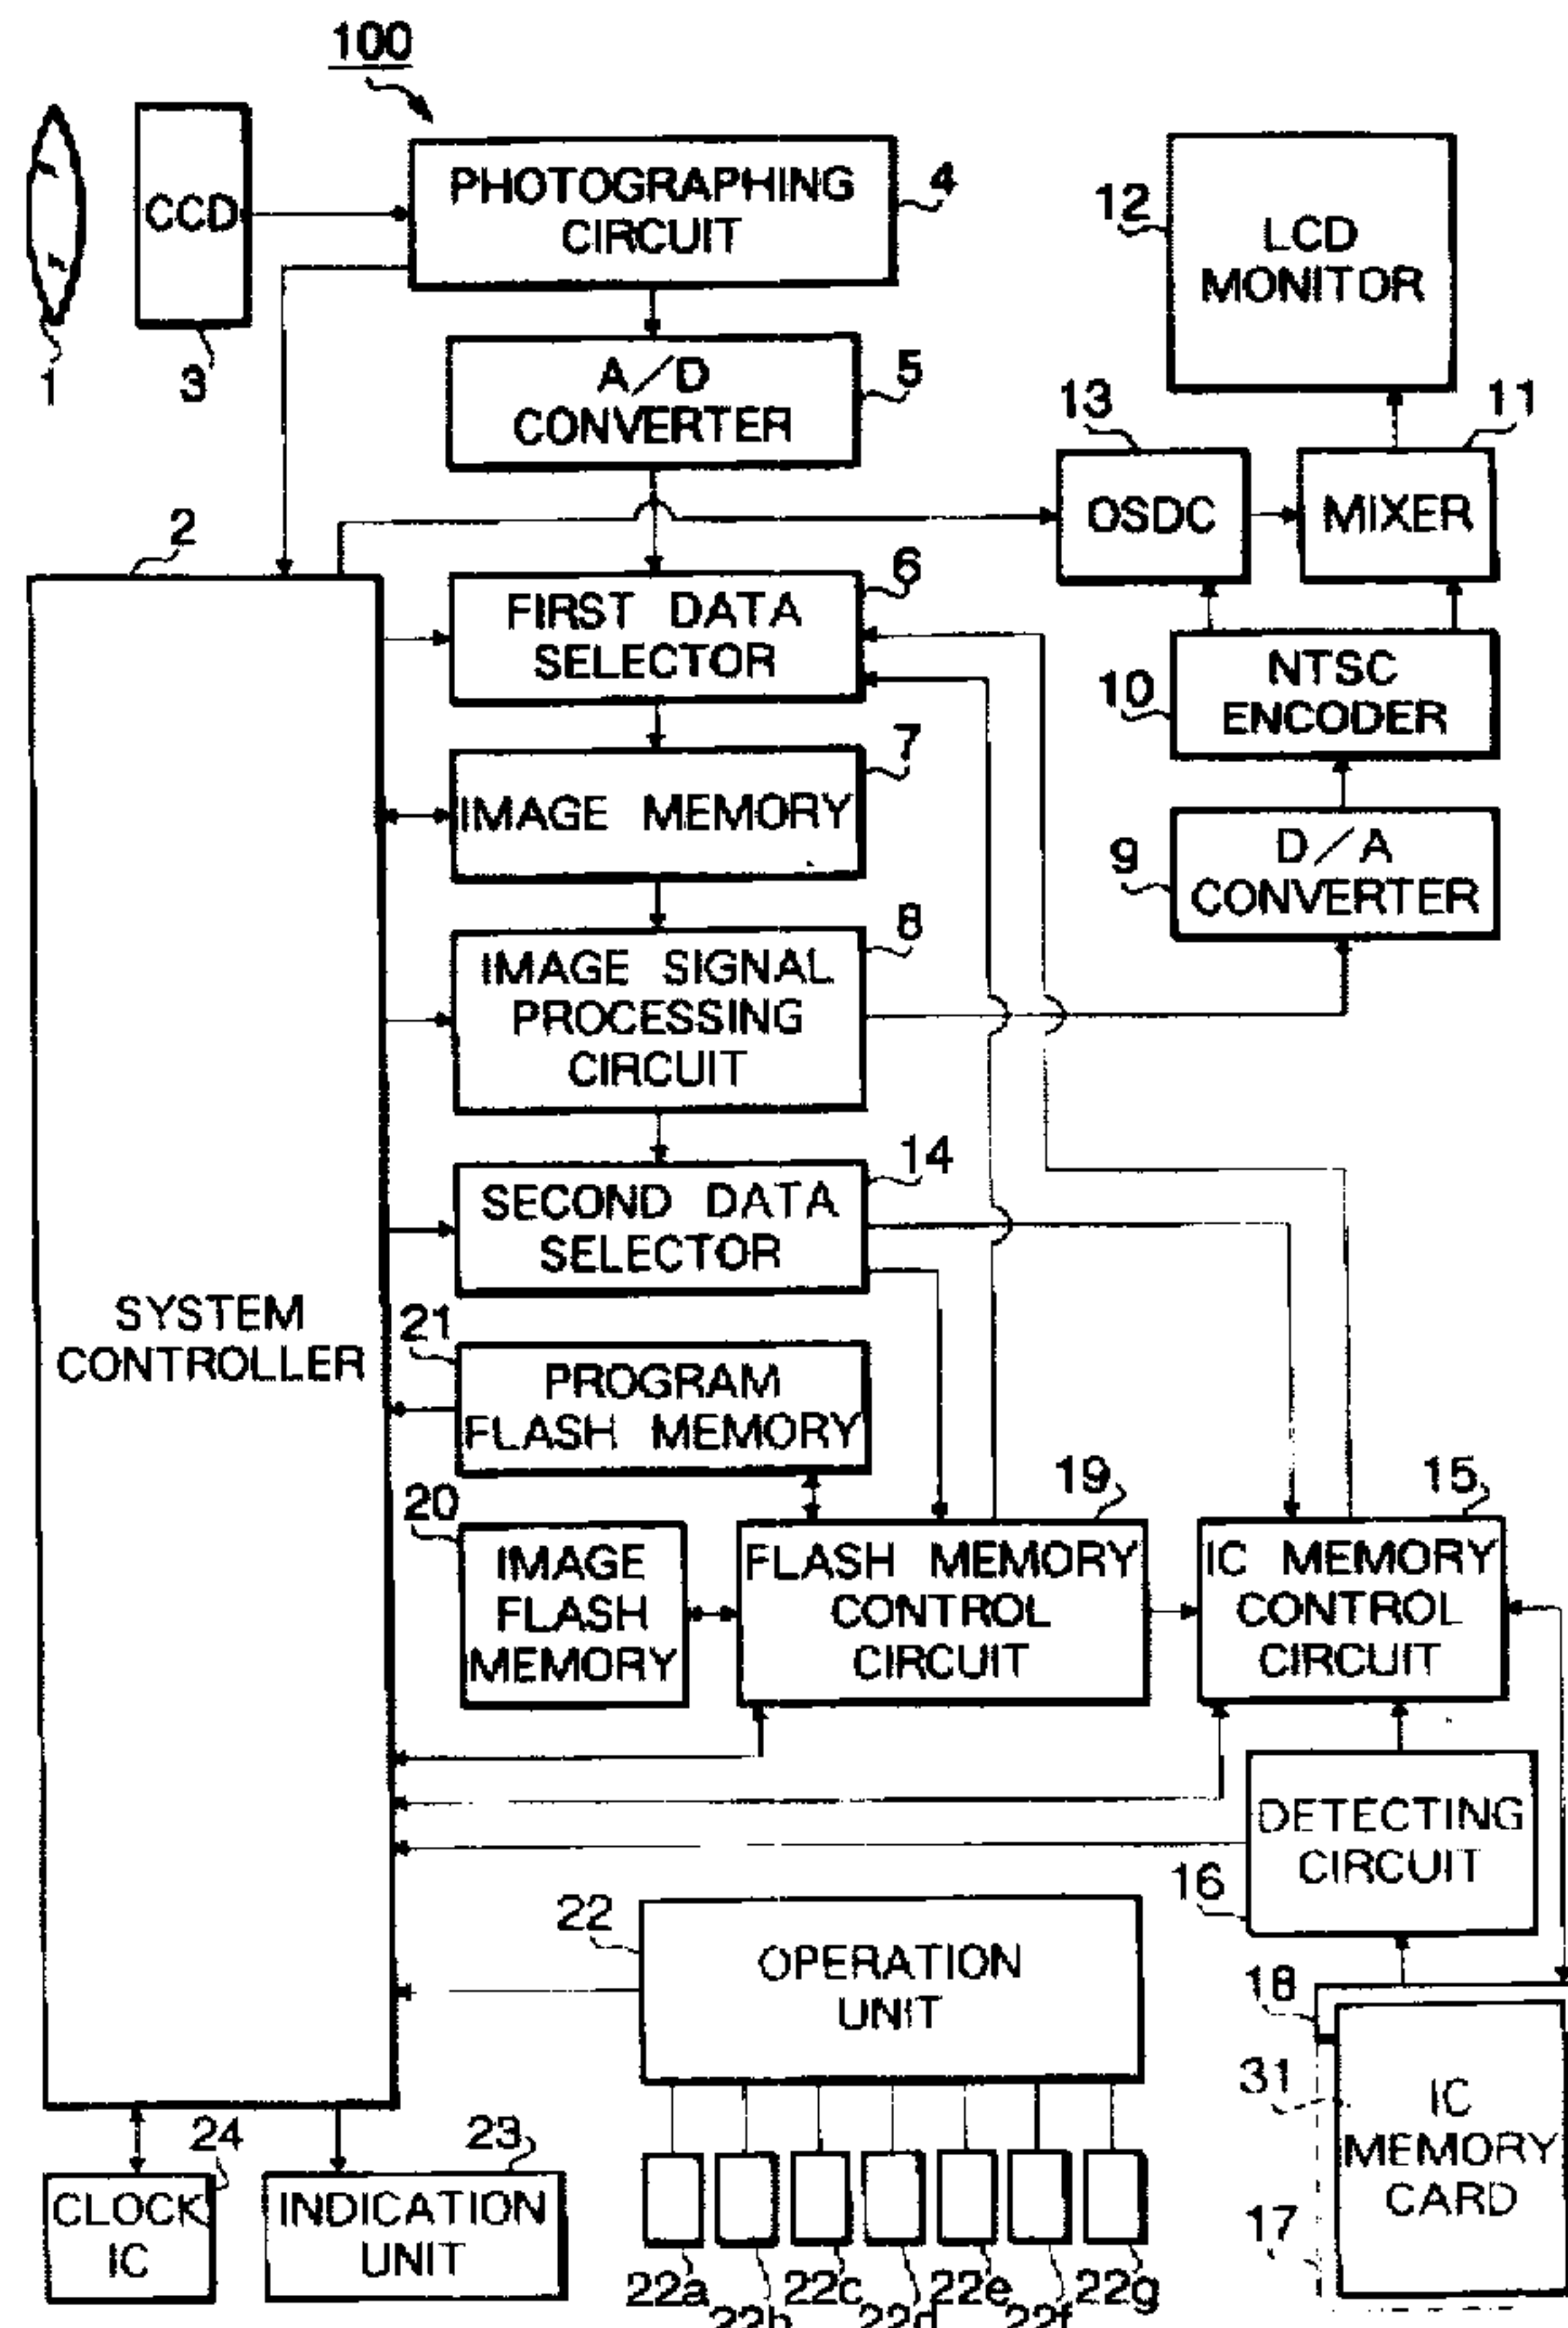 100
CCD
PHOTOGRAPHING
CIRCUIT
4
12
LCD
MONITOR
1
3
A/D
CONVERTER
5
13
11
2
OSDC
MIXER
6
FIRST DATA
SELECTOR
10
NTSC
ENCODER
7
IMAGE MEMORY
9
D/A
CONVERTER
8
IMAGE SIGNAL
PROCESSING
CIRCUIT
14
SECOND DATA
SELECTOR
SYSTEM
CONTROLLER
21
PROGRAM
FLASH MEMORY
20
19
15
IMAGE
FLASH
MEMORY
FLASH MEMORY
CONTROL
CIRCUIT
IC MEMORY
CONTROL
CIRCUIT
DETECTING
CIRCUIT
16
22
OPERATION
UNIT
18
31
IC
MEMORY
CARD
17
24
23
CLOCK
IC
INDICATION
UNIT
22a
22b
22c
22d
22e
22f
22g